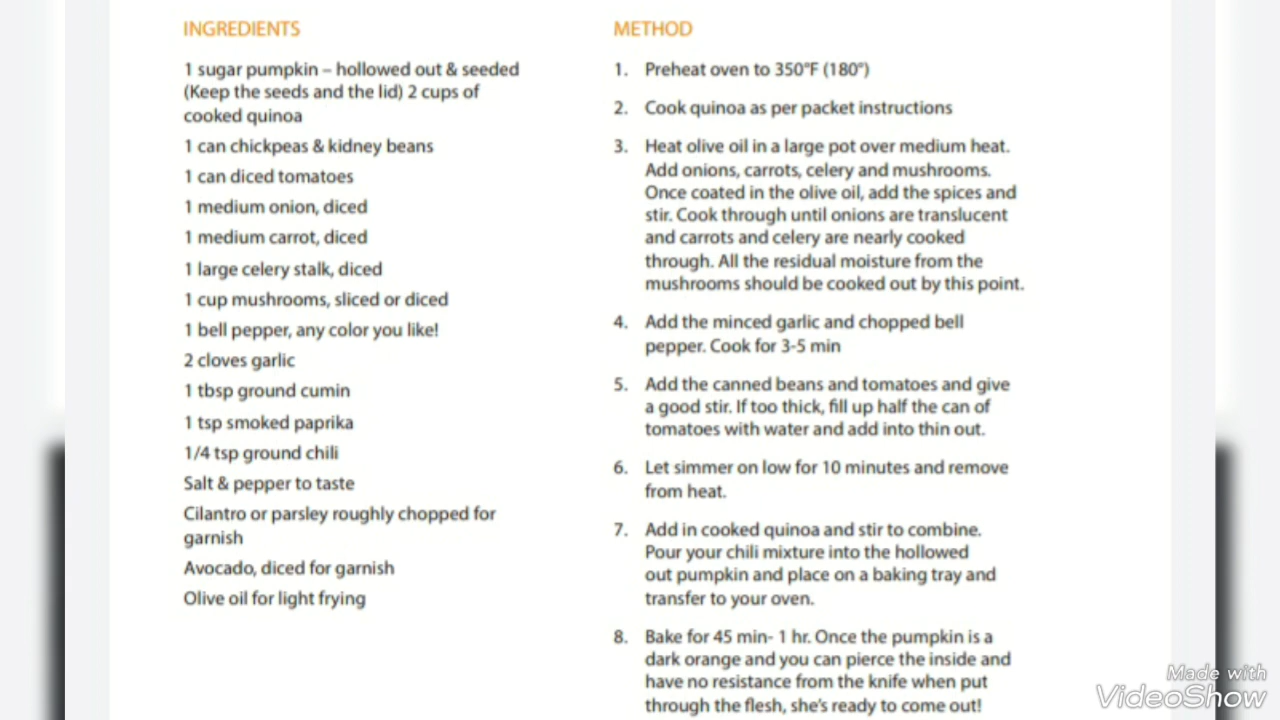 INGREDIENTS
1 sugar pumpkin – hollowed out & seeded
(Keep the seeds and the lid) 2 cups of
cooked quinoa
1 can chickpeas & kidney beans
1 can diced tomatoes
1 medium onion, diced
1 medium carrot, diced
1 large celery stalk, diced
1 cup mushrooms, sliced or diced
1 bell pepper, any color you like!
2 cloves garlic
1 tbsp ground cumin
1 tsp smoked paprika
1/4 tsp ground chili
Salt & pepper to taste
Cilantro or parsley roughly chopped for
garnish
Avocado, diced for garnish
Olive oil for light frying
METHOD
1. Preheat oven to 350°F (180°)
2. Cook quinoa as per packet instructions
3. Heat olive oil in a large pot over medium heat.
Add onions, carrots, celery and mushrooms.
Once coated in the olive oil, add the spices and
stir. Cook through until onions are translucent
and carrots and celery are nearly cooked
through. All the residual moisture from the
mushrooms should be cooked out by this point.
4. Add the minced garlic and chopped bell
pepper. Cook for 3-5 min
5. Add the canned beans and tomatoes and give
a good stir. If too thick, fill up half the can of
tomatoes with water and add into thin out.
6. Let simmer on low for 10 minutes and remove
from heat.
7. Add in cooked quinoa and stir to combine.
Pour your chili mixture into the hollowed
out pumpkin and place on a baking tray and
transfer to your oven.
8. Bake for 45 min- 1 hr. Once the pumpkin is a
dark orange and you can pierce the inside and
have no resistance from the knife when put
through the flesh, she's ready to come out!
Made with
VideoShow